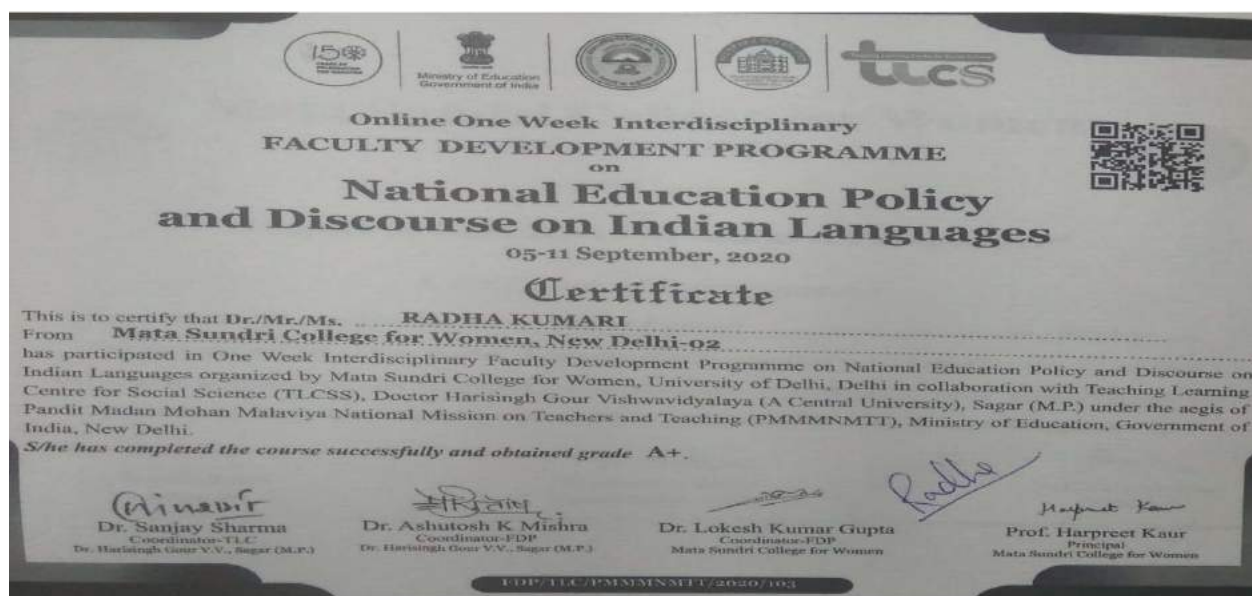 150
Ministry of Education
Government of India
Online One Week Interdisciplinary
FACULTY DEVELOPMENT PROGRAMME
on
National Education Policy
and Discourse on Indian Languages
05-11 September, 2020
Certificate
This is to certify that Dr./Mr./Ms. RADHA KUMARI
From Mata Sundri College for Women, New Delhi-02
has participated in One Week Interdisciplinary Faculty Development Programme on National Education Policy and Discourse on
Indian Languages organized by Mata Sundri College for Women, University of Delhi, Delhi in collaboration with Teaching Learning
Centre for Social Science (TLCSS), Doctor Harisingh Gour Vishwavidyalaya (A Central University), Sagar (M.P.) under the aegis of
Pandit Madan Mohan Malaviya National Mission on Teachers and Teaching (PMMMNMTT), Ministry of Education, Government of
India, New Delhi.
S/he has completed the course successfully and obtained grade A+.
Radha
Harpreet Kaur
Dr. Sanjay Sharma
Coordinator-TLC
Dr. Harisingh Gour V.V., Sagar (M.P.)
Dr. Ashutosh K Mishra
Coordinator-FDP
Dr. Harisingh Gour V.V., Sagar (M.P.)
Dr. Lokesh Kumar Gupta
Coordinator-FDP
Mata Sundri College for Women
Prof. Harpreet Kaur
Principal
Mata Sundri College for Women
FDP/TLC/PMMMNMTT/2020/103